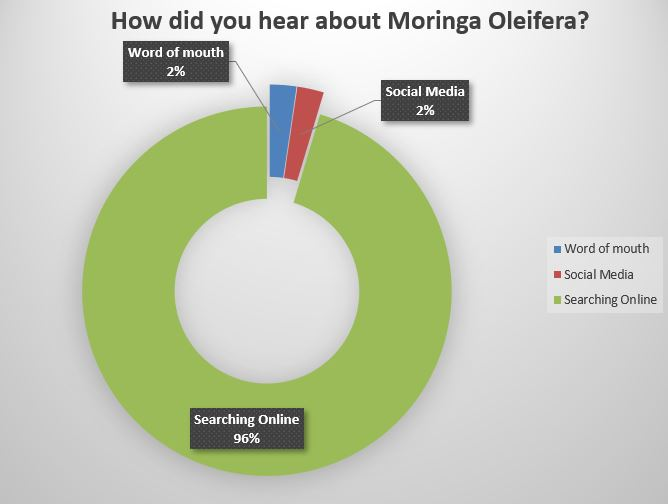 How did you hear about Moringa Oleifera?
Word of mouth
2%
Social Media
2%
Searching Online
96%
Word of mouth
Social Media
Searching Online